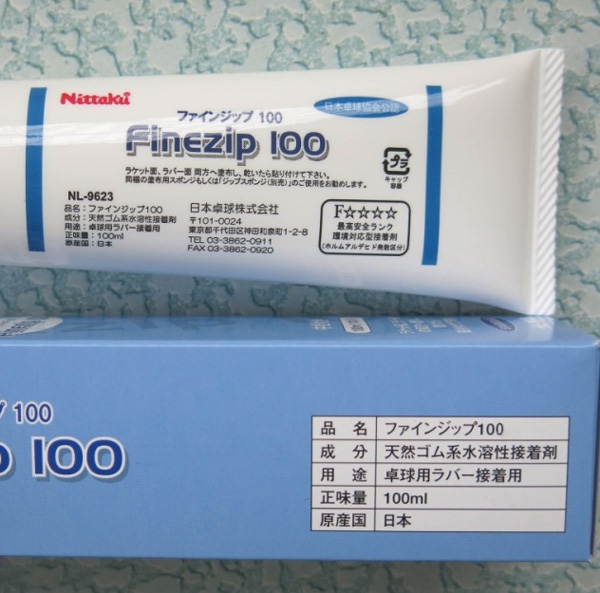 Nittaku
日本卓球協会公認
ファインジップ 100
Finezip 100
ラケット面、ラバー面 両方へ塗布し、乾いたら貼り付けて下さい。
同梱の塗布用スポンジもしくは「ジップスポンジ(別売)」のご使用をお勧めします。
プラ
キャップ
容器
NL-9623
品名:ファインジップ100
成分:天然ゴム系水溶性接着剤
用途:卓球用ラバー接着用
正味量:100ml
原産国:日本
日本卓球株式会社
〒101-0024
東京都千代田区神田和泉町1-2-8
TEL 03-3862-0911
FAX 03-3862-0920
F☆☆☆☆
最高安全ランク
環境対応型接着剤
(ホルムアルデヒド発散区分)
プ 100
p 100
品 名 ファインジップ100
成 分 天然ゴム系水溶性接着剤
用 途 卓球用ラバー接着用
正味量 100ml
原産国 日本